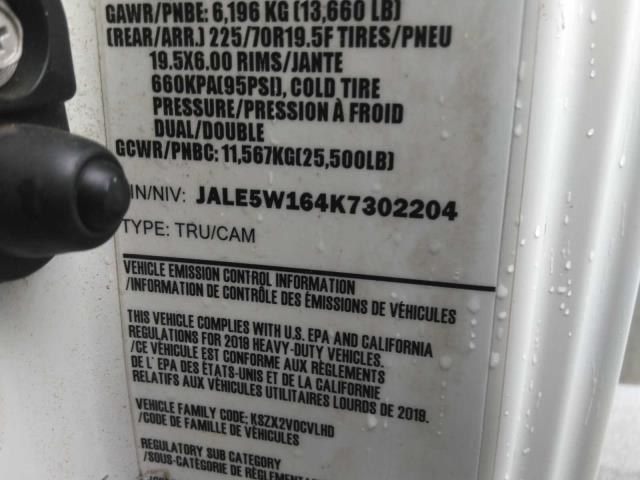 GAWR/PNBE: 6,196 KG (13,660 LB)
(REAR/ARR.) 225/70R19.5F TIRES/PNEU
19.5X6.00 RIMS/JANTE
660KPA(95PSI), COLD TIRE
PRESSURE/PRESSION À FROID
DUAL/DOUBLE
GCWR/PNBC: 11,567KG(25,500LB)
IN/NIV: JALE5W164K7302204
TYPE: TRU/CAM
VEHICLE EMISSION CONTROL INFORMATION
/INFORMATION DE CONTRÔLE DES ÉMISSIONS DE VÉHICULES
THIS VEHICLE COMPLIES WITH U.S. EPA AND CALIFORNIA
REGULATIONS FOR 2018 HEAVY-DUTY VEHICLES.
/CE VÉHICULE EST CONFORME AUX RÈGLEMENTS
DE L' EPA DES ÉTATS-UNIS ET DE LA CALIFORNIE
RELATIFS AUX VÉHICULES UTILITAIRES LOURDS DE 2018.
VEHICLE FAMILY CODE: KSZX2VOCVLHD
/CODE DE FAMILLE DE VÉHICULES
REGULATORY SUB CATEGORY
/SOUS-CATÉGORIE DE